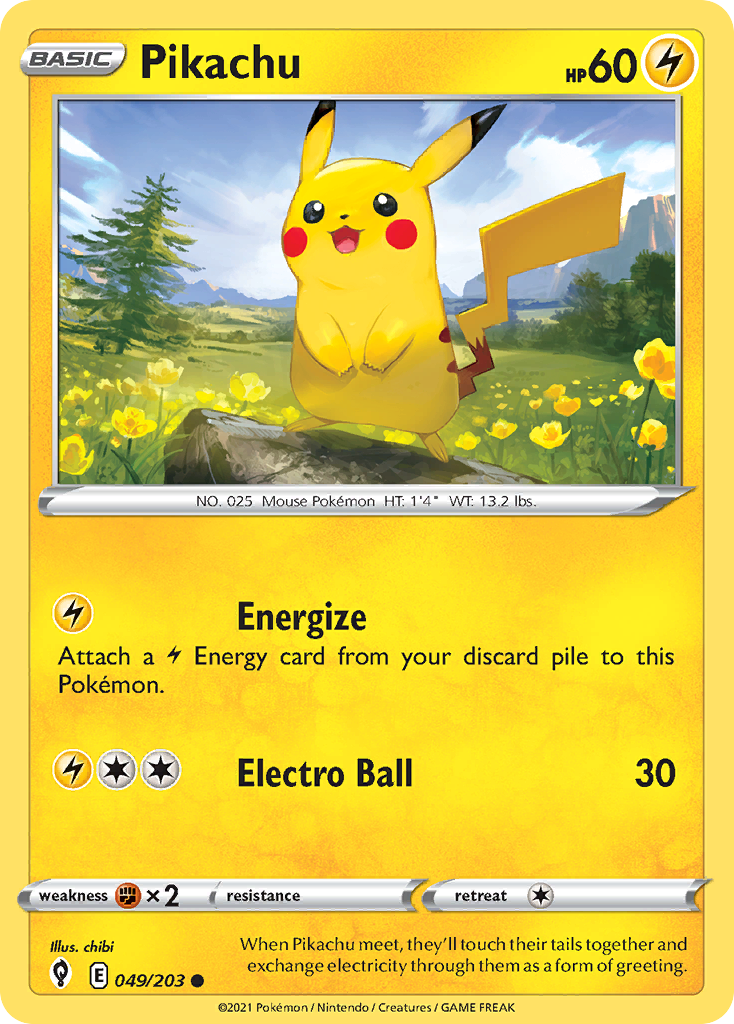 BASIC Pikachu HP60
NO. 025 Mouse Pokémon HT: 1'4" WT: 13.2 lbs.
Energize
Attach a Energy card from your discard pile to this
Pokémon.
Electro Ball 30
weakness ×2 resistance retreat
Illus. chibi
When Pikachu meet, they'll touch their tails together and
exchange electricity through them as a form of greeting.
E 049/203
©2021 Pokémon / Nintendo / Creatures / GAME FREAK